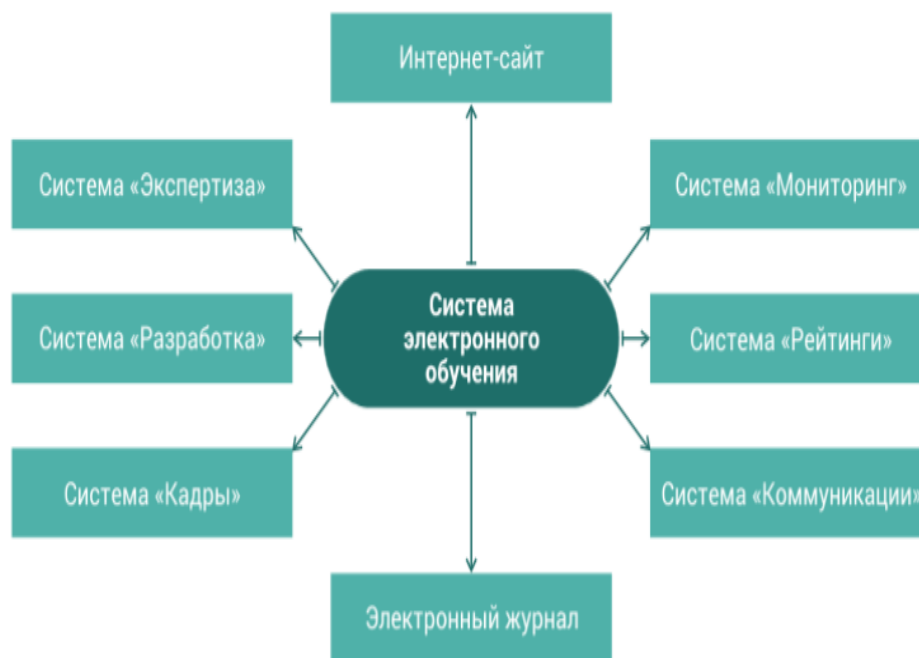 Интернет-сайт
Система «Экспертиза»
Система «Мониторинг»
Система
электронного
обучения
Система «Разработка»
Система «Рейтинги»
Система «Кадры»
Система «Коммуникации»
Электронный журнал